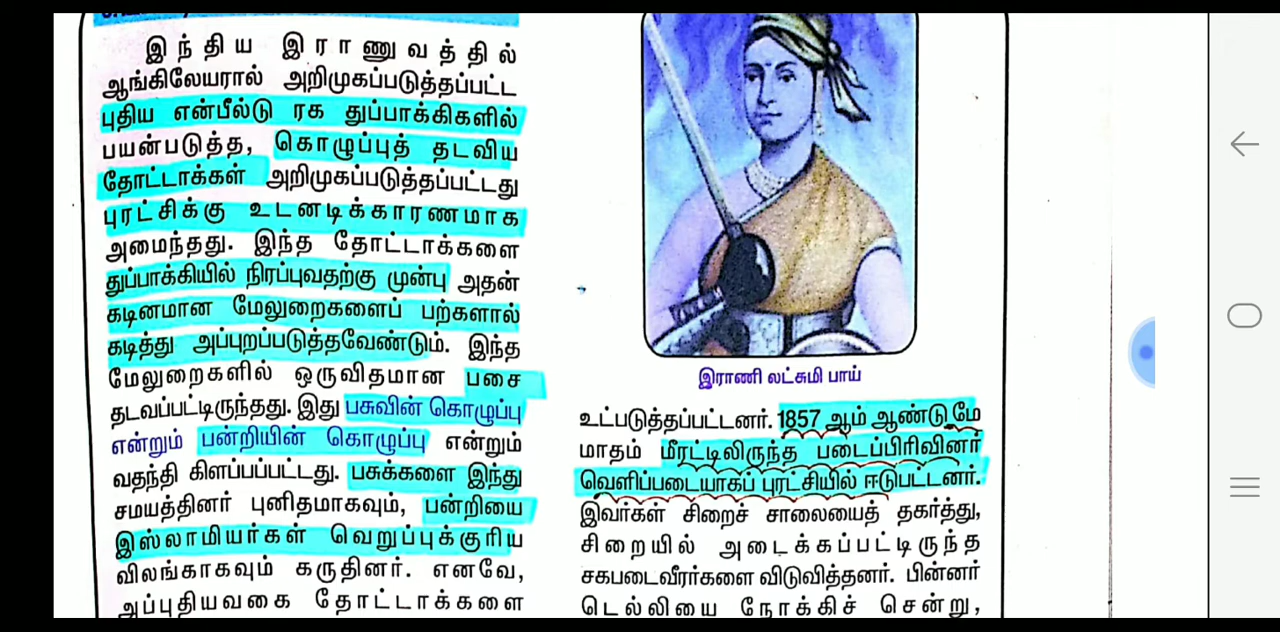 இந்திய இராணுவத்தில்
ஆங்கிலேயரால் அறிமுகப்படுத்தப்பட்ட
புதிய என்பீல்டு ரக துப்பாக்கிகளில்
பயன்படுத்த, கொழுப்புத் தடவிய
தோட்டாக்கள் அறிமுகப்படுத்தப்பட்டது
புரட்சிக்கு உடனடிக்காரணமாக
அமைந்தது. இந்த தோட்டாக்களை
துப்பாக்கியில் நிரப்புவதற்கு முன்பு அதன்
கடினமான மேலுறைகளைப் பற்களால்
கடித்து அப்புறப்படுத்தவேண்டும். இந்த
மேலுறைகளில் ஒருவிதமான பசை
தடவப்பட்டிருந்தது. இது பசுவின் கொழுப்பு
என்றும் பன்றியின் கொழுப்பு என்றும்
வதந்தி கிளப்பப்பட்டது. பசுக்களை இந்து
சமயத்தினர் புனிதமாகவும், பன்றியை
இஸ்லாமியர்கள் வெறுப்புக்குரிய
விலங்காகவும் கருதினர். எனவே,
அப்புதியவகை தோட்டாக்களை
இராணி லட்சுமி பாய்
உட்படுத்தப்பட்டனர். 1857 ஆம் ஆண்டு மே
மாதம் மீரட்டிலிருந்த படைப்பிரிவினர்
வெளிப்படையாகப் புரட்சியில் ஈடுபட்டனர்.
இவர்கள் சிறைச் சாலையைத் தகர்த்து,
சிறையில் அடைக்கப்பட்டிருந்த
சகபடைவீரர்களை விடுவித்தனர். பின்னர்
டெல்லியை நோக்கிச் சென்று,